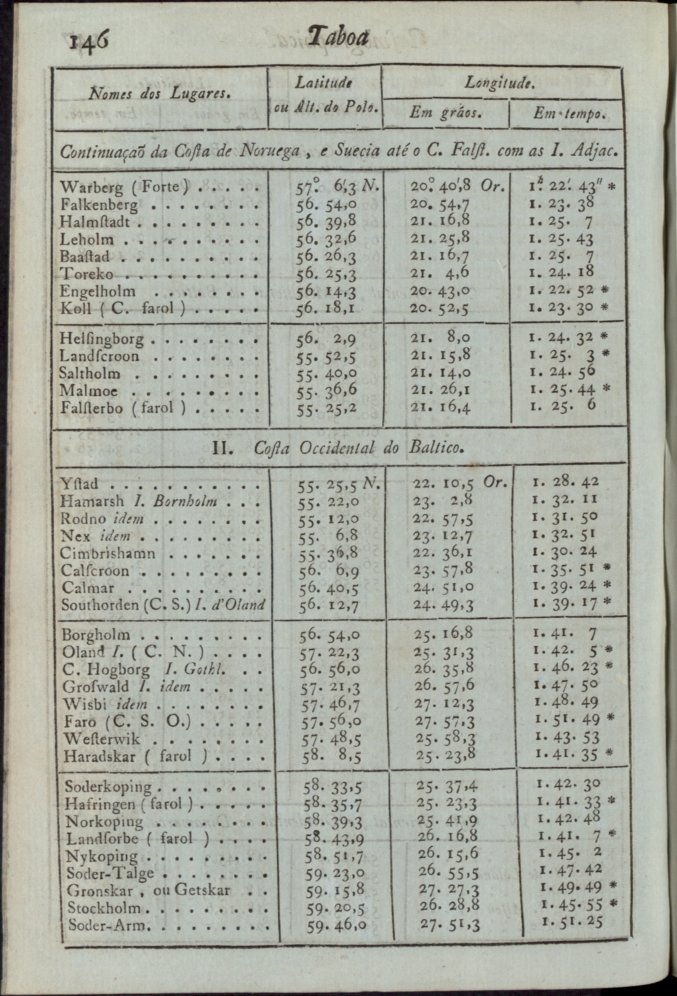 146 Taboa
Nomes dos Lugares. Latitude ou Alt. do Polo. Longitude.
Em gráos. Em tempo.
Continuaçaõ da Coſta de Noruega, e Suecia até o C. Falſt. com as I. Adjac.
Warberg (Forte) . . . . . 57.° 6,′3 N. 20.° 40,′8 Or. 1.h 22.′ 43″ *
Falkenberg . . . . . . . . 56. 54,0 20. 54,7 1. 23. 38
Halmſtadt . . . . . . . . . 56. 39,8 21. 16,8 1. 25. 7
Leholm . . . . . . . . . . 56. 32,6 21. 25,8 1. 25. 43
Baaſtad . . . . . . . . . . 56. 26,3 21. 16,7 1. 25. 7
Toreko . . . . . . . . . . 56. 25,3 21. 4,6 1. 24. 18
Engelholm . . . . . . . . 56. 14,3 20. 43,0 1. 22. 52 *
Koll (C. farol) . . . . . 56. 18,1 20. 52,5 1. 23. 30 *
Helſingborg . . . . . . . . 56. 2,9 21. 8,0 1. 24. 32 *
Landſcroon . . . . . . . . 55. 52,5 21. 15,8 1. 25. 3 *
Saltholm . . . . . . . . . 55. 40,0 21. 14,0 1. 24. 56
Malmoe . . . . . . . . . . 55. 36,6 21. 26,1 1. 25. 44 *
Falſterbo (farol) . . . . . 55. 25,2 21. 16,4 1. 25. 6
II. Coſta Occidental do Baltico.
Yſtad . . . . . . . . . . . 55. 25,5 N. 22. 10,5 Or. 1. 28. 42
Hamarsh I. Bornholm . . . 55. 22,0 23. 2,8 1. 32. 11
Rodno idem . . . . . . . . 55. 12,0 22. 57,5 1. 31. 50
Nex idem . . . . . . . . . 55. 6,8 23. 12,7 1. 32. 51
Cimbrishamn . . . . . . . 55. 36,8 22. 36,1 1. 30. 24
Calſcroon . . . . . . . . . 56. 6,9 23. 57,8 1. 35. 51 *
Calmar . . . . . . . . . . 56. 40,5 24. 51,0 1. 39. 24 *
Southorden (C. S.) I. d'Oland 56. 12,7 24. 49,3 1. 39. 17 *
Borgholm . . . . . . . . . 56. 54,0 25. 16,8 1. 41. 7
Oland I. (C. N.) . . . . 57. 22,3 25. 31,3 1. 42. 5 *
C. Hogborg I. Gothl. . . 56. 56,0 26. 35,8 1. 46. 23 *
Groſwald I. idem . . . . . 57. 21,3 26. 57,6 1. 47. 50
Wisbi idem . . . . . . . . 57. 46,7 27. 12,3 1. 48. 49
Faro (C. S. O.) . . . . . 57. 56,0 27. 57,3 1. 51. 49 *
Weſterwik . . . . . . . . 57. 48,5 25. 58,3 1. 43. 53
Haradskar (farol) . . . . 58. 8,5 25. 23,8 1. 41. 35 *
Soderkoping . . . . . . . . 58. 33,5 25. 37,4 1. 42. 30
Hafringen (farol) . . . . . 58. 35,7 25. 23,3 1. 41. 33 *
Norkoping . . . . . . . . 58. 39,3 25. 41,9 1. 42. 48
Landſorbe (farol) . . . . 58. 43,9 26. 16,8 1. 41. 7 *
Nykoping . . . . . . . . . 58. 51,7 26. 15,6 1. 45. 2
Soder-Talge . . . . . . . . 59. 23,0 26. 55,5 1. 47. 42
Gronskar, ou Getskar . . 59. 15,8 27. 27,3 1. 49. 49 *
Stockholm . . . . . . . . . 59. 20,5 26. 28,8 1. 45. 55 *
Soder-Arm. . . . . . . . . 59. 46,0 27. 51,3 1. 51. 25